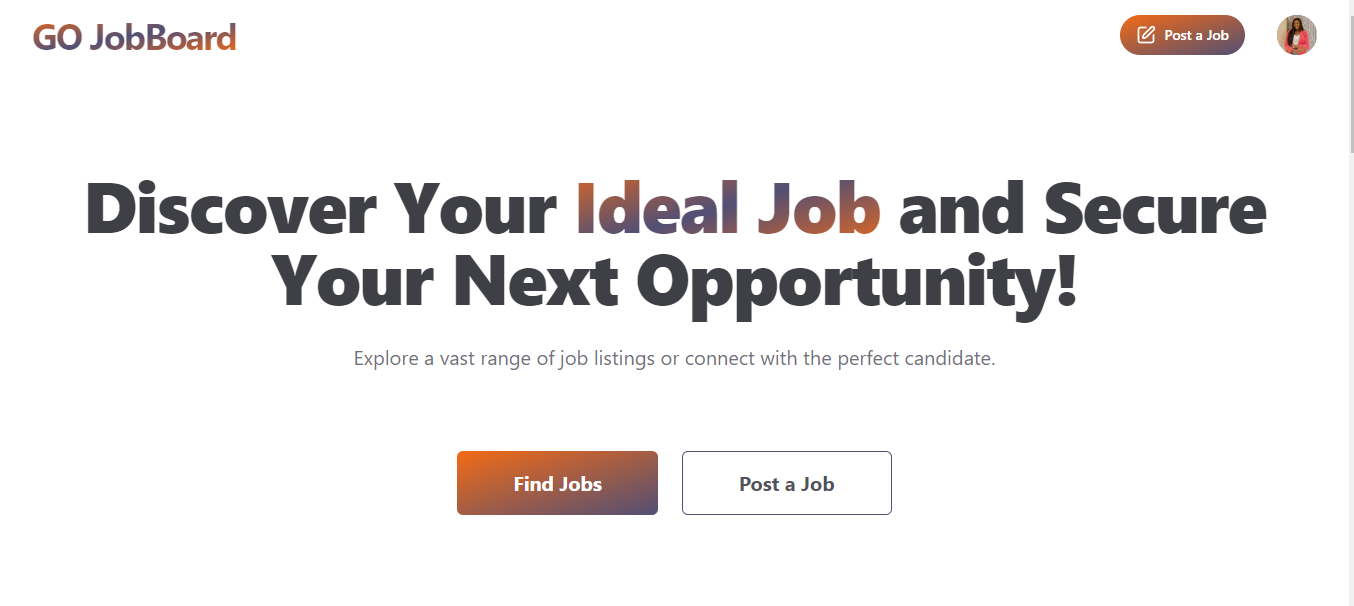 GO JobBoard
Post a Job
Discover Your Ideal Job and Secure
Your Next Opportunity!
Explore a vast range of job listings or connect with the perfect candidate.
Find Jobs
Post a Job